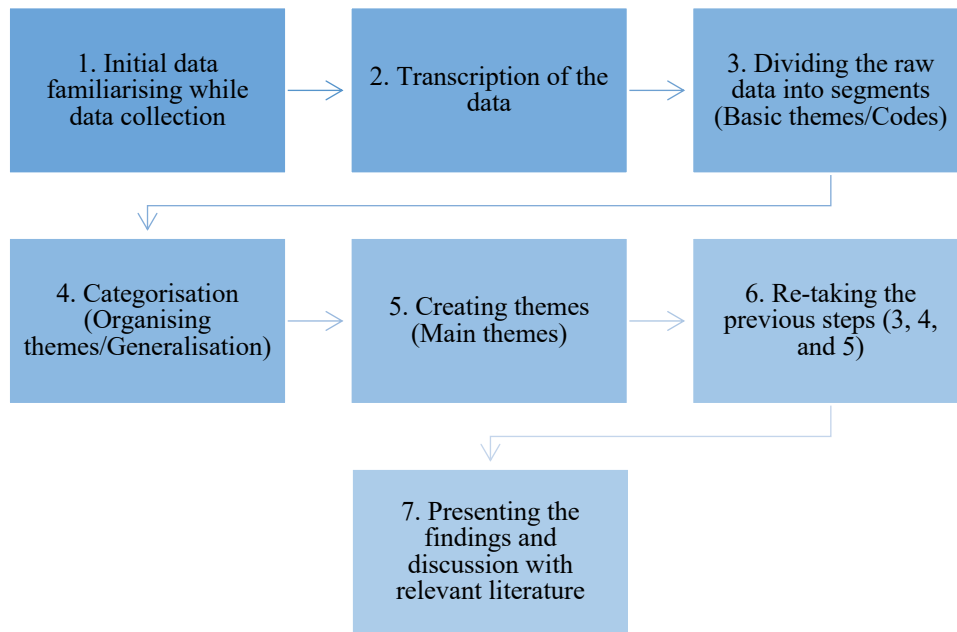 1. Initial data
familiarising while
data collection
2. Transcription of the
data
3. Dividing the raw
data into segments
(Basic themes/Codes)
4. Categorisation
(Organising
themes/Generalisation)
5. Creating themes
(Main themes)
6. Re-taking the
previous steps (3, 4,
and 5)
7. Presenting the
findings and
discussion with
relevant literature